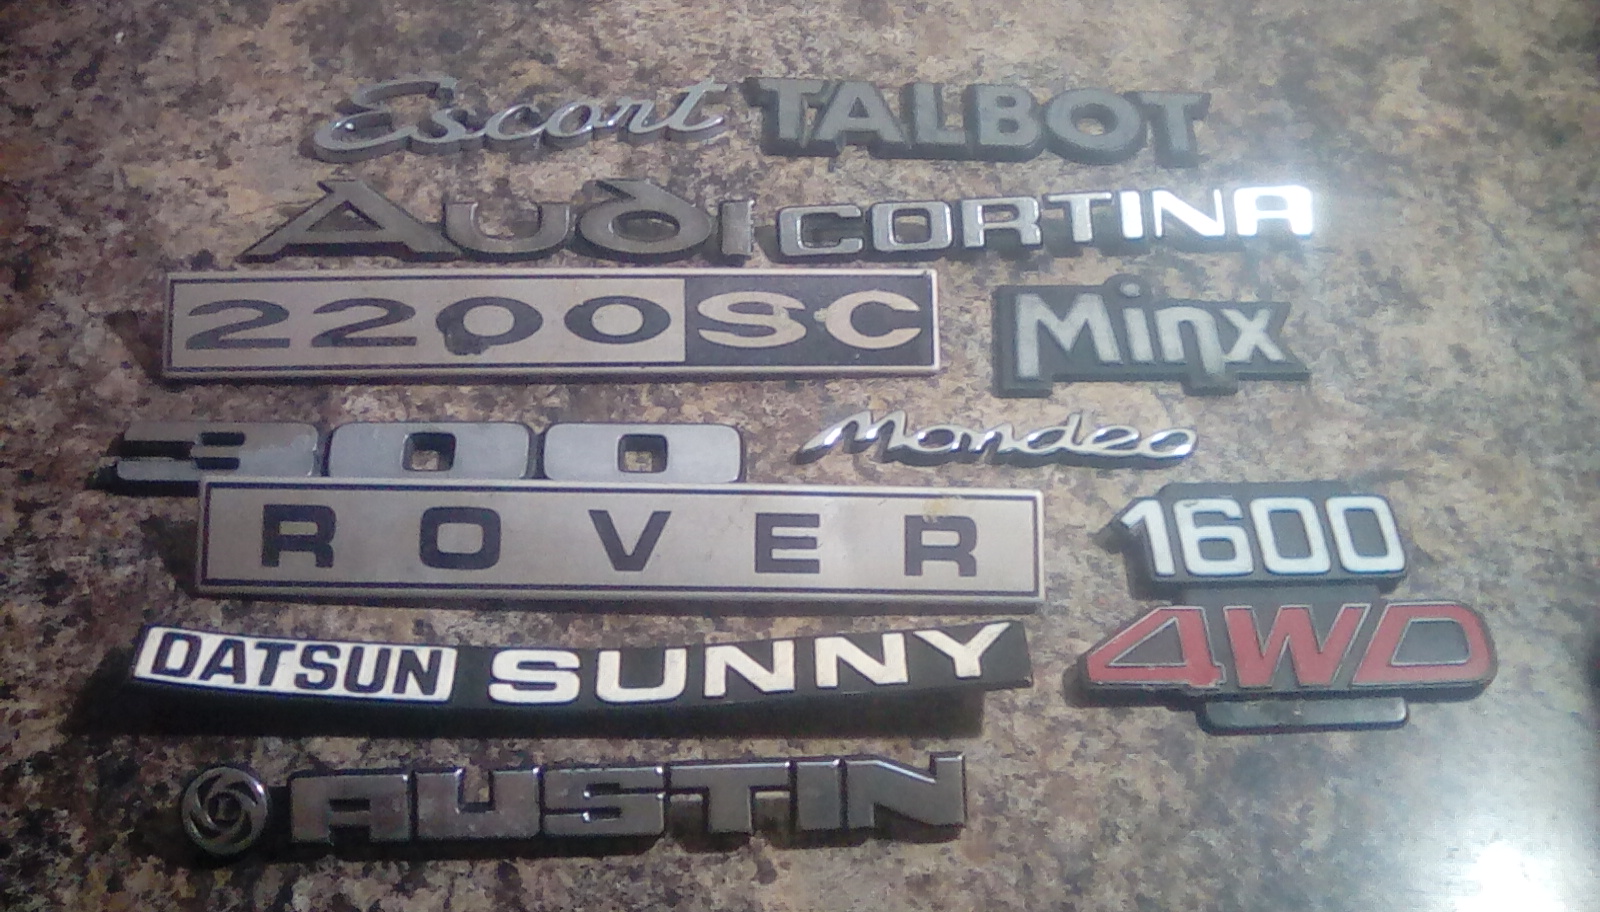 Escort TALBOT
Audi CORTINA
2200SC Minx
300 Mondeo
ROVER 1600
4WD
DATSUN SUNNY
AUSTIN